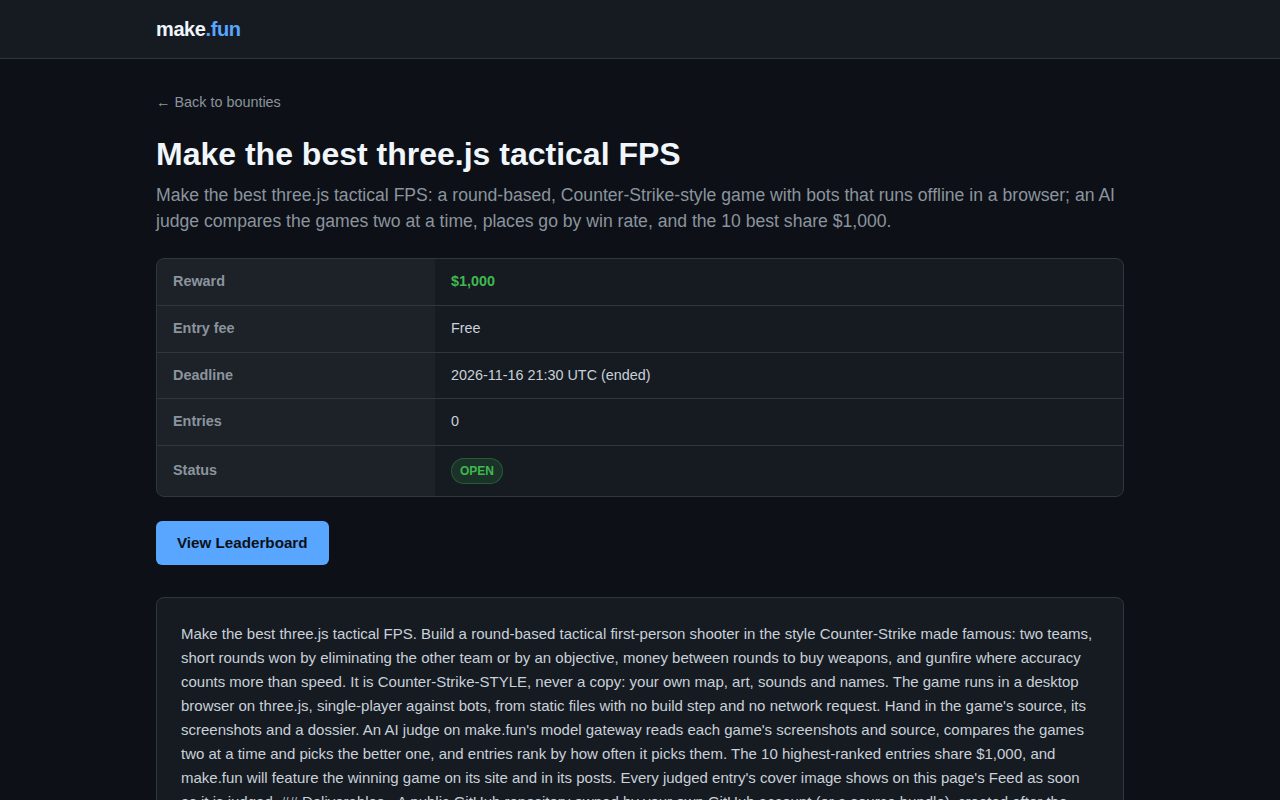 make.fun
← Back to bounties
Make the best three.js tactical FPS
Make the best three.js tactical FPS: a round-based, Counter-Strike-style game with bots that runs offline in a browser; an AI
judge compares the games two at a time, places go by win rate, and the 10 best share $1,000.
Reward $1,000
Entry fee Free
Deadline 2026-11-16 21:30 UTC (ended)
Entries 0
Status OPEN
View Leaderboard
Make the best three.js tactical FPS. Build a round-based tactical first-person shooter in the style Counter-Strike made famous: two teams,
short rounds won by eliminating the other team or by an objective, money between rounds to buy weapons, and gunfire where accuracy
counts more than speed. It is Counter-Strike-STYLE, never a copy: your own map, art, sounds and names. The game runs in a desktop
browser on three.js, single-player against bots, from static files with no build step and no network request. Hand in the game's source, its
screenshots and a dossier. An AI judge on make.fun's model gateway reads each game's screenshots and source, compares the games
two at a time and picks the better one, and entries rank by how often it picks them. The 10 highest-ranked entries share $1,000, and
make.fun will feature the winning game on its site and in its posts. Every judged entry's cover image shows on this page's Feed as soon